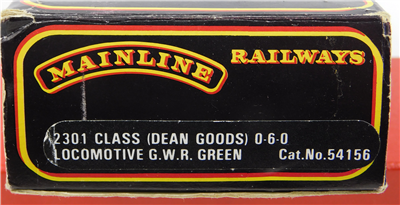 MAINLINE RAILWAYS
2301 CLASS (DEAN GOODS) 0-6-0
LOCOMOTIVE G.W.R. GREEN Cat.No.54156